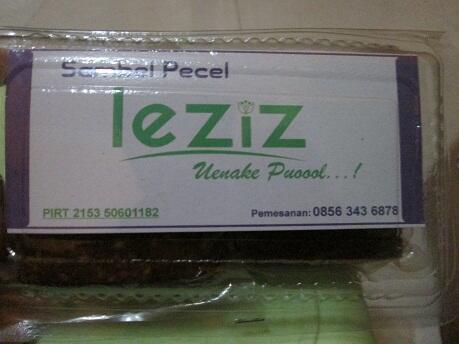 Sambel Pecel
leziz
Uenake Puoool...!
PIRT 2153 50601182
Pemesanan: 0856 343 6878